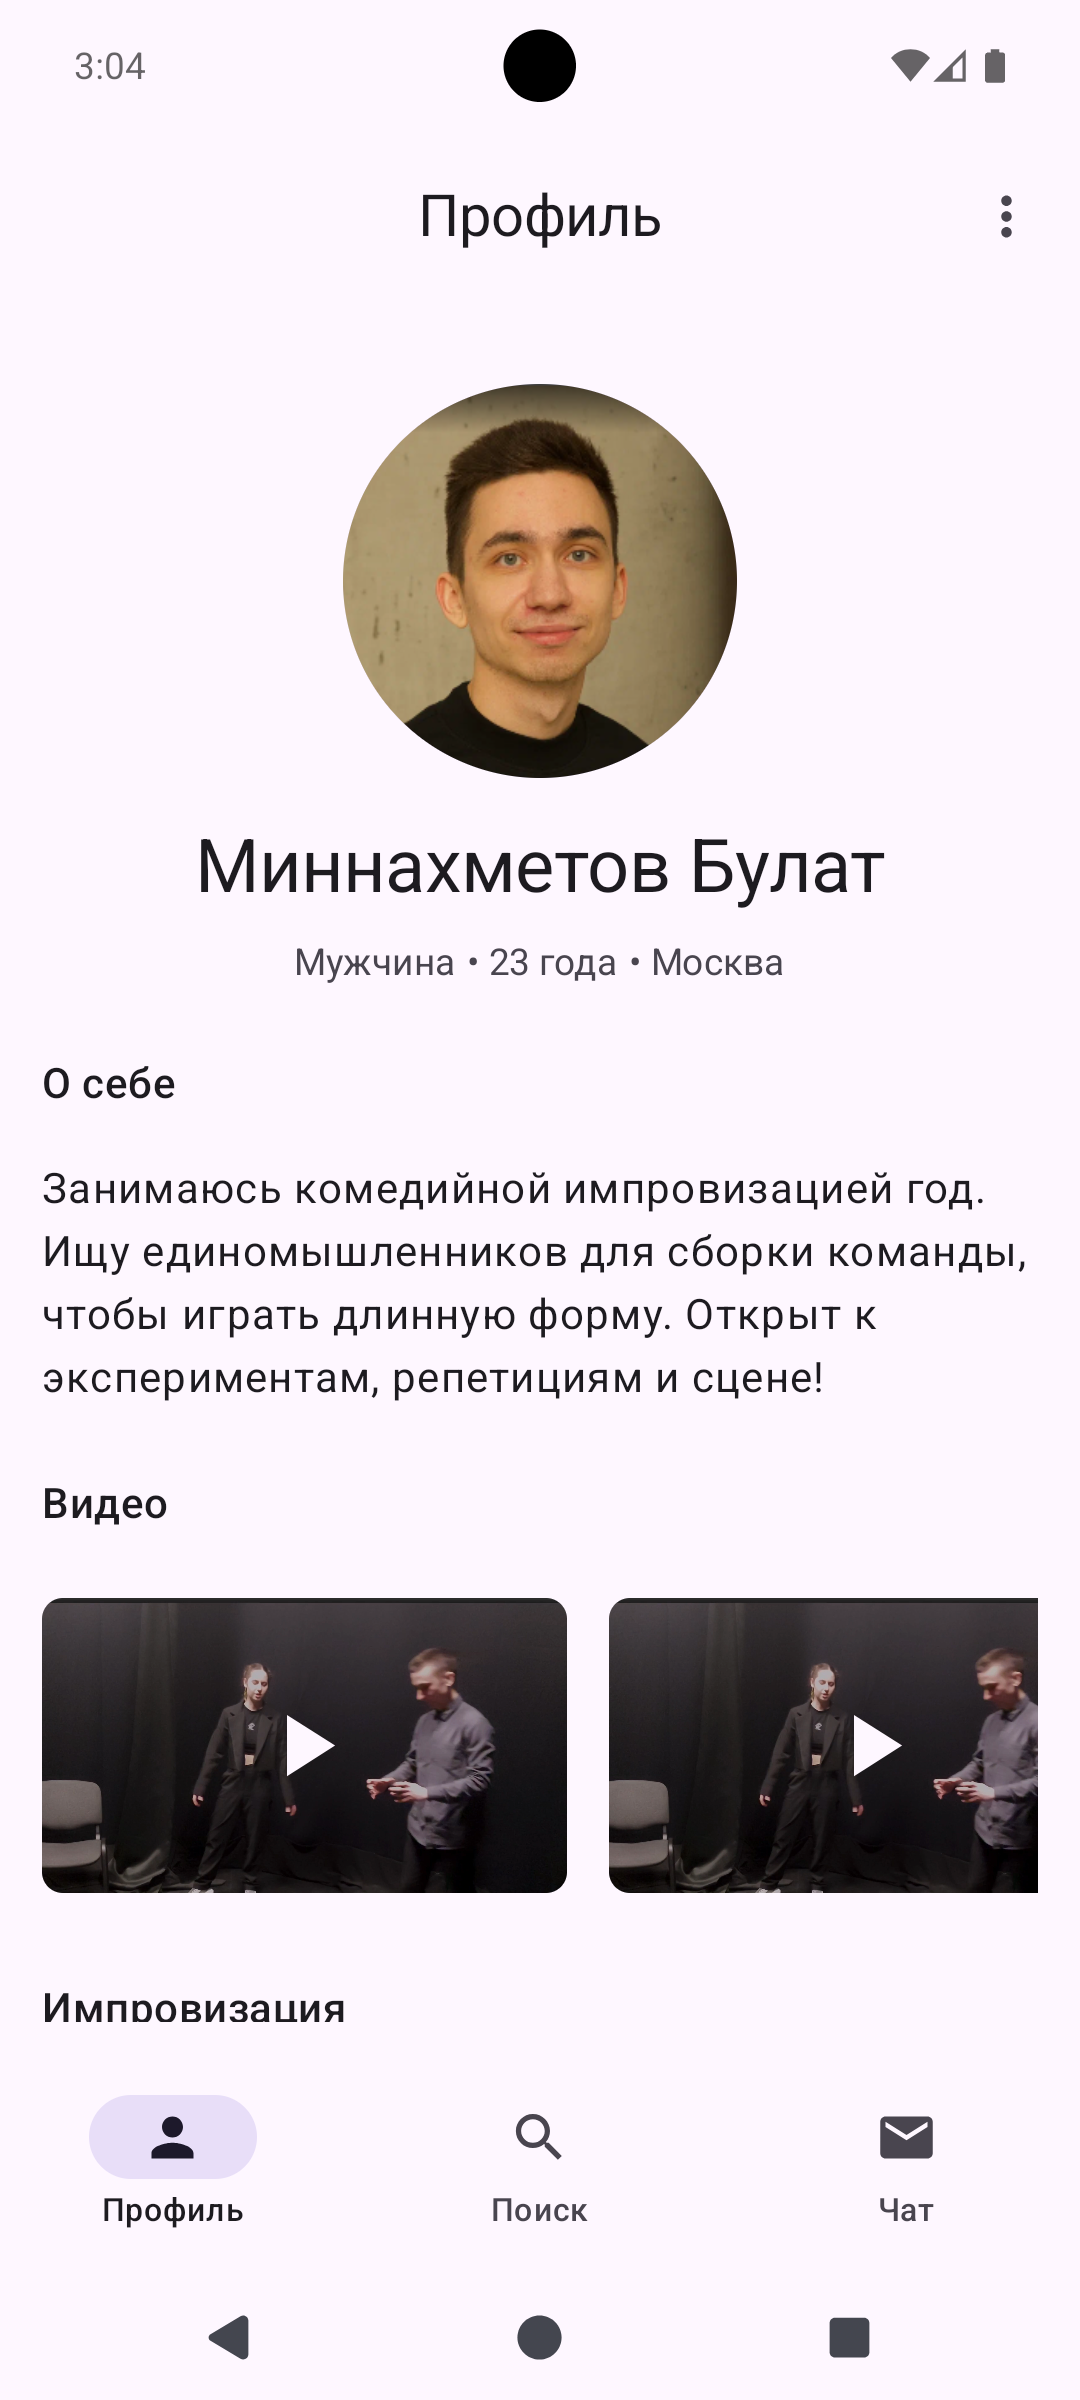 3:04
Профиль
Миннахметов Булат
Мужчина • 23 года • Москва
О себе
Занимаюсь комедийной импровизацией год.
Ищу единомышленников для сборки команды,
чтобы играть длинную форму. Открыт к
экспериментам, репетициям и сцене!
Видео
Импровизация
Профиль
Поиск
Чат